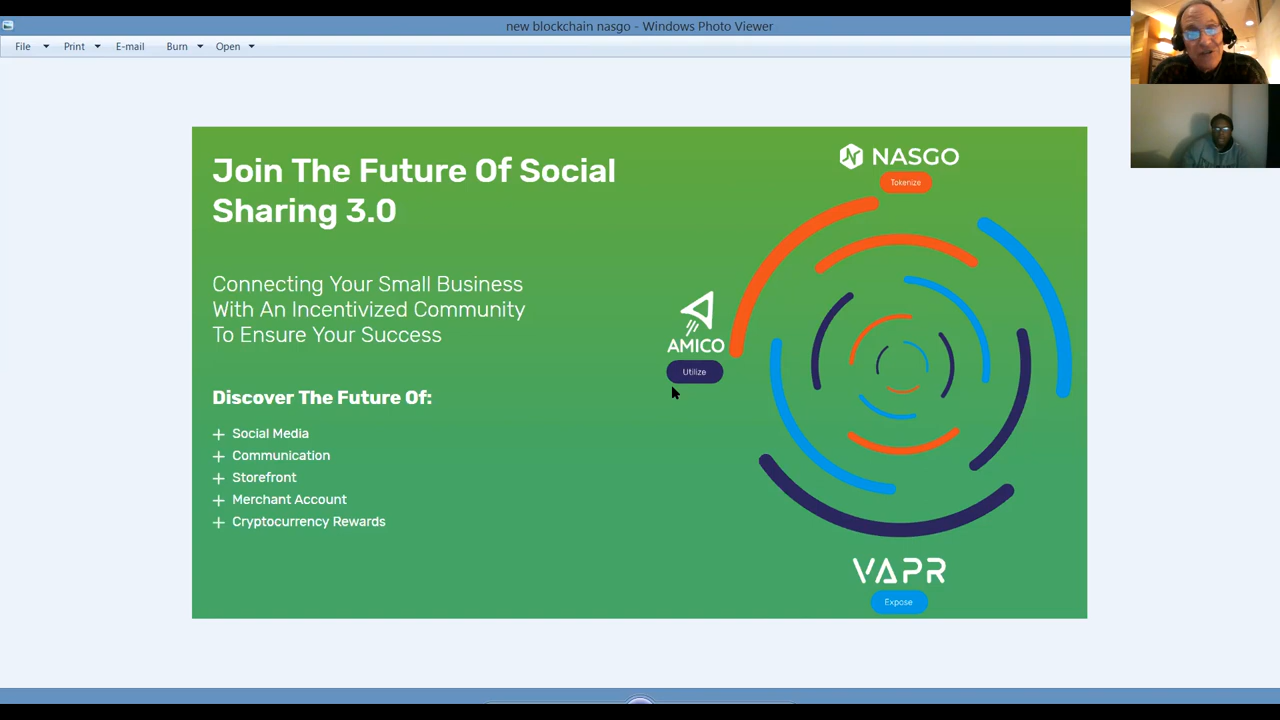 new blockchain nasgo - Windows Photo Viewer
File Print E-mail Burn Open
Join The Future Of Social
Sharing 3.0
Connecting Your Small Business
With An Incentivized Community
To Ensure Your Success
Discover The Future Of:
Social Media
Communication
Storefront
Merchant Account
Cryptocurrency Rewards
NASGO
Tokenize
AMICO
Utilize
VAPR
Expose